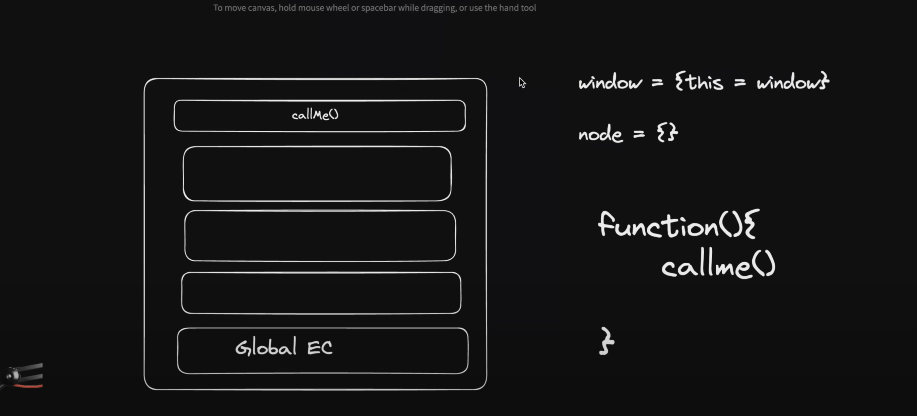 To move canvas, hold mouse wheel or spacebar while dragging, or use the hand tool
callMe()
Global EC
window = {this = window}
node = {}
function(){
callme()
}